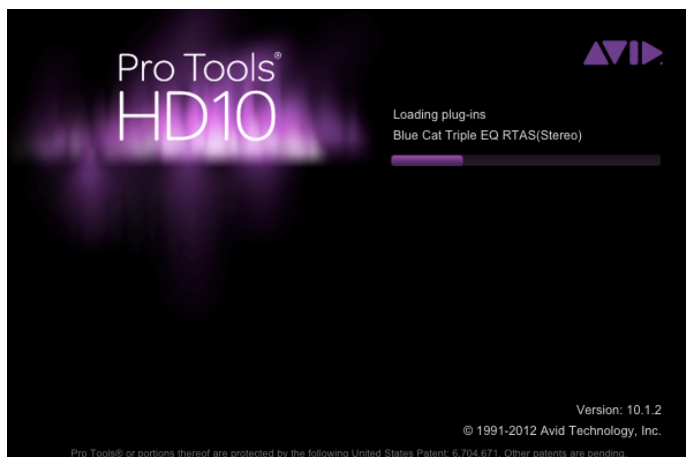 Pro Tools®
HD10
AVID
Loading plug-ins
Blue Cat Triple EQ RTAS(Stereo)
Version: 10.1.2
© 1991-2012 Avid Technology, Inc.
Pro Tools® or portions thereof are protected by the following United States Patent: 6,704,671. Other patents are pending.